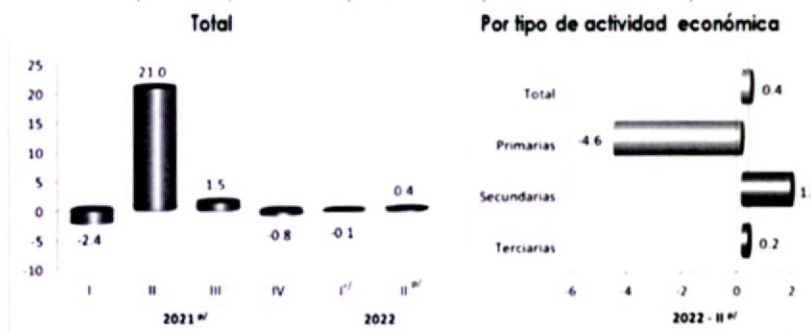 Total
25
20
15
10
5
0
-5
-10
-2.4
21.0
1.5
-0.8
-0.1
0.4
I II III IV I r/ II p/
2021 p/ 2022
Por tipo de actividad económica
Total 0.4
Primarias -4.6
Secundarias 1.
Terciarias 0.2
-6 -4 -2 0 2
2022 - II p/